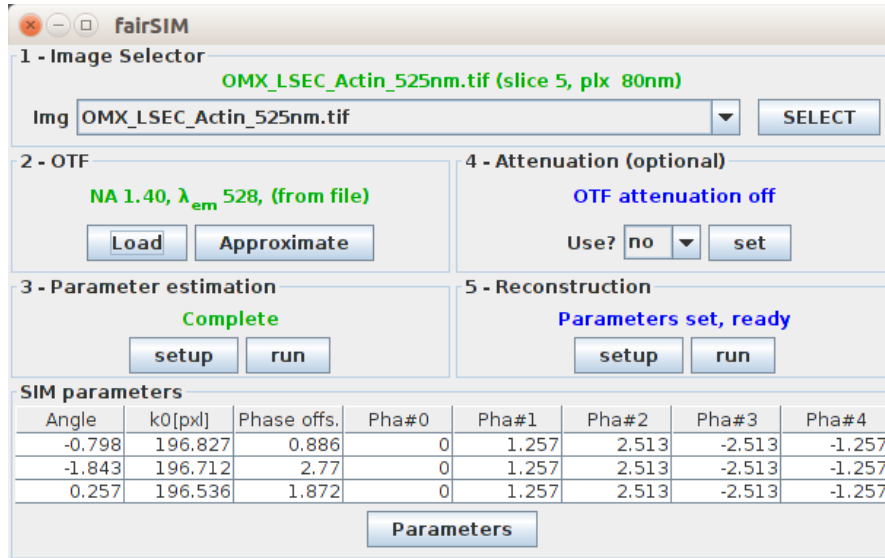 fairSIM
1 - Image Selector
OMX_LSEC_Actin_525nm.tif (slice 5, plx  80nm)
Img OMX_LSEC_Actin_525nm.tif SELECT
2 - OTF
NA 1.40, λem 528, (from file)
Load Approximate
4 - Attenuation (optional)
OTF attenuation off
Use? no set
3 - Parameter estimation
Complete
setup run
5 - Reconstruction
Parameters set, ready
setup run
SIM parameters
Angle k0[pxl] Phase offs. Pha#0 Pha#1 Pha#2 Pha#3 Pha#4
-0.798 196.827 0.886 0 1.257 2.513 -2.513 -1.257
-1.843 196.712 2.77 0 1.257 2.513 -2.513 -1.257
0.257 196.536 1.872 0 1.257 2.513 -2.513 -1.257
Parameters